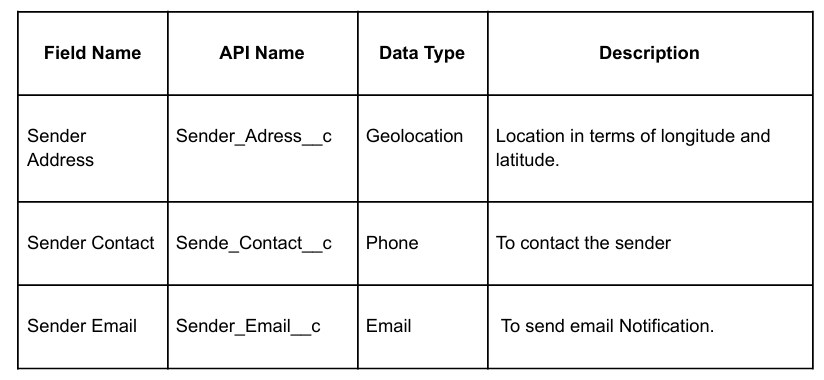 Field Name API Name Data Type Description
Sender Sender_Adress__c Geolocation Location in terms of longitude and
Address latitude.
Sender Contact Sende_Contact__c Phone To contact the sender
Sender Email Sender_Email__c Email To send email Notification.